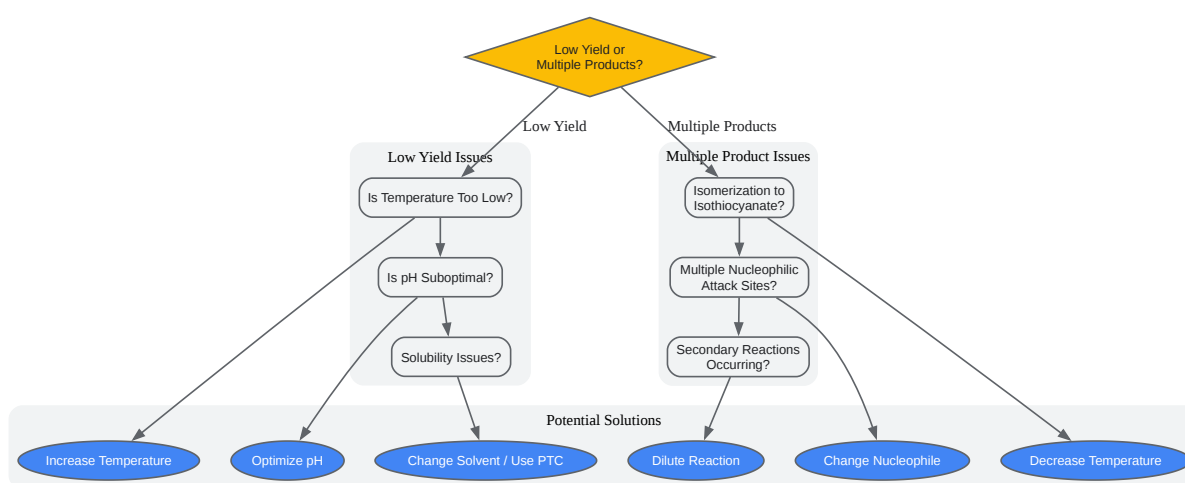 Low Yield or
Multiple Products?
Low Yield
Multiple Products
Low Yield Issues
Multiple Product Issues
Is Temperature Too Low?
Isomerization to
Isothiocyanate?
Is pH Suboptimal?
Multiple Nucleophilic
Attack Sites?
Solubility Issues?
Secondary Reactions
Occurring?
Potential Solutions
Increase Temperature
Optimize pH
Change Solvent / Use PTC
Dilute Reaction
Change Nucleophile
Decrease Temperature